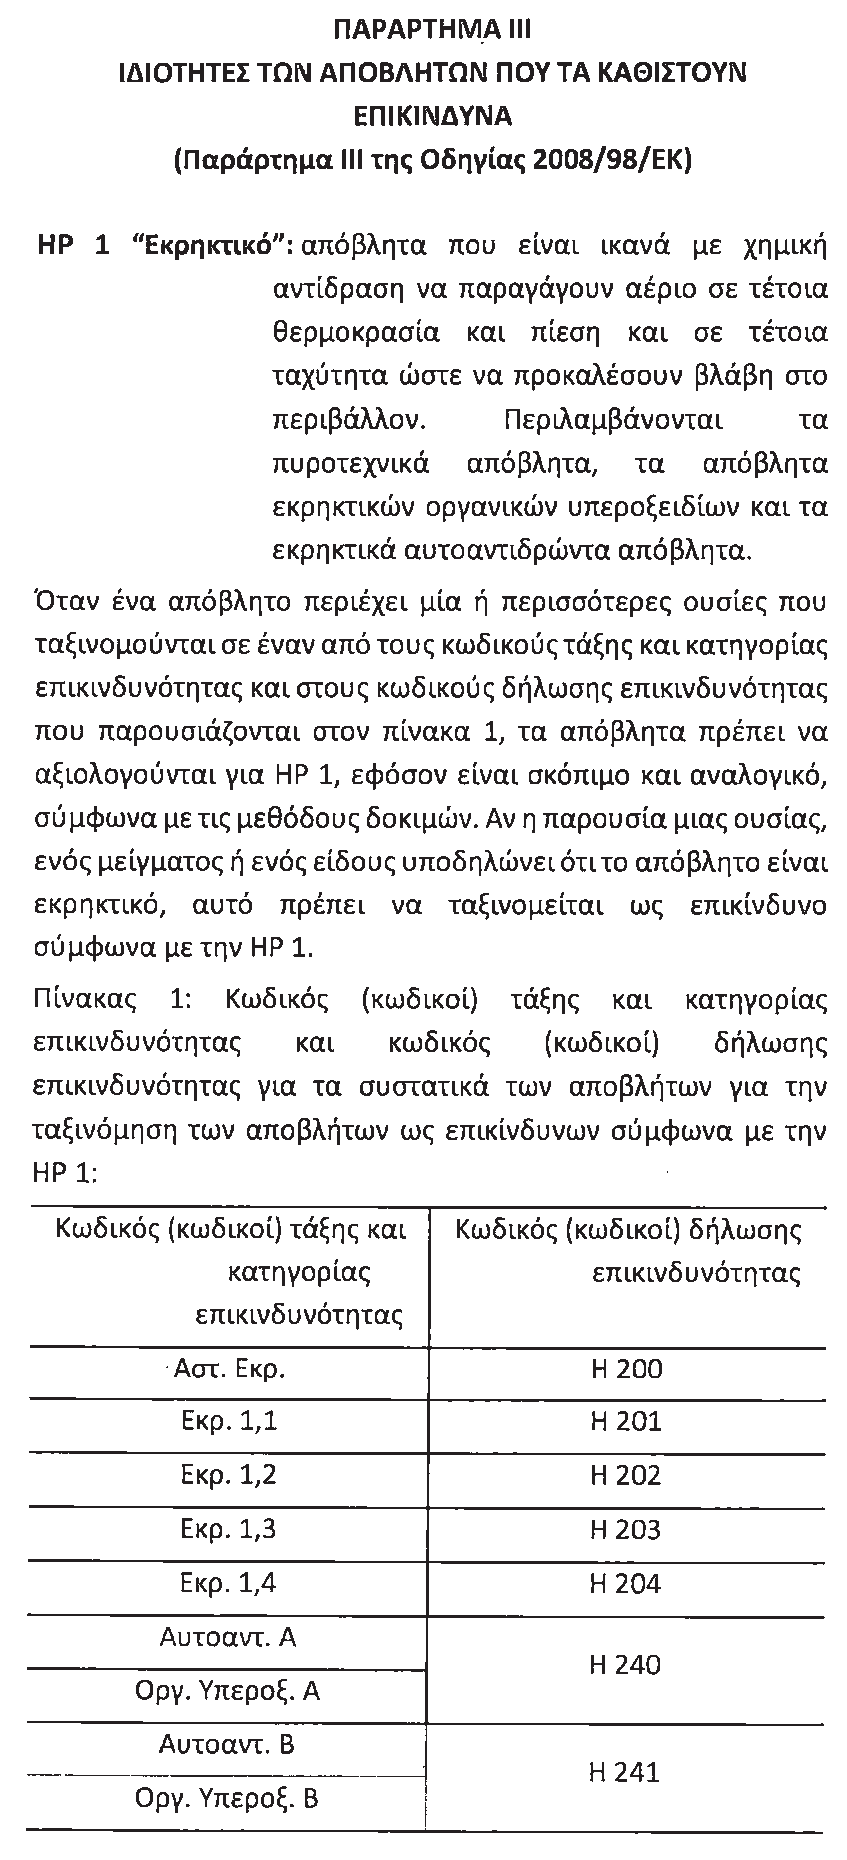 ΠΑΡΑΡΤΗΜΑ III
ΙΔΙΟΤΗΤΕΣ ΤΩΝ ΑΠΟΒΛΗΤΩΝ ΠΟΥ ΤΑ ΚΑΘΙΣΤΟΥΝ
ΕΠΙΚΙΝΔΥΝΑ
(Παράρτημα III της Οδηγίας 2008/98/ΕΚ)
HP 1 “Εκρηκτικό”: απόβλητα που είναι ικανά με χημική
αντίδραση να παραγάγουν αέριο σε τέτοια
θερμοκρασία και πίεση και σε τέτοια
ταχύτητα ώστε να προκαλέσουν βλάβη στο
περιβάλλον. Περιλαμβάνονται τα
πυροτεχνικά απόβλητα, τα απόβλητα
εκρηκτικών οργανικών υπεροξειδίων και τα
εκρηκτικά αυτοαντιδρώντα απόβλητα.
Όταν ένα απόβλητο περιέχει μία ή περισσότερες ουσίες που
ταξινομούνται σε έναν από τους κωδικούς τάξης και κατηγορίας
επικινδυνότητας και στους κωδικούς δήλωσης επικινδυνότητας
που παρουσιάζονται στον πίνακα 1, τα απόβλητα πρέπει να
αξιολογούνται για HP 1, εφόσον είναι σκόπιμο και αναλογικό,
σύμφωνα με τις μεθόδους δοκιμών. Αν η παρουσία μιας ουσίας,
ενός μείγματος ή ενός είδους υποδηλώνει ότι το απόβλητο είναι
εκρηκτικό, αυτό πρέπει να ταξινομείται ως επικίνδυνο
σύμφωνα με την HP 1.
Πίνακας 1: Κωδικός (κωδικοί) τάξης και κατηγορίας
επικινδυνότητας και κωδικός (κωδικοί) δήλωσης
επικινδυνότητας για τα συστατικά των αποβλήτων για την
ταξινόμηση των αποβλήτων ως επικίνδυνων σύμφωνα με την
HP 1:
Κωδικός (κωδικοί) τάξης και Κωδικός (κωδικοί) δήλωσης
κατηγορίας επικινδυνότητας
επικινδυνότητας
Αστ. Εκρ. H 200
Εκρ. 1,1 H 201
Εκρ. 1,2 H 202
Εκρ. 1,3 H 203
Εκρ. 1,4 H 204
Αυτοαντ. A
H 240
Οργ. Υπεροξ. A
Αυτοαντ. B
H 241
Οργ. Υπεροξ. B